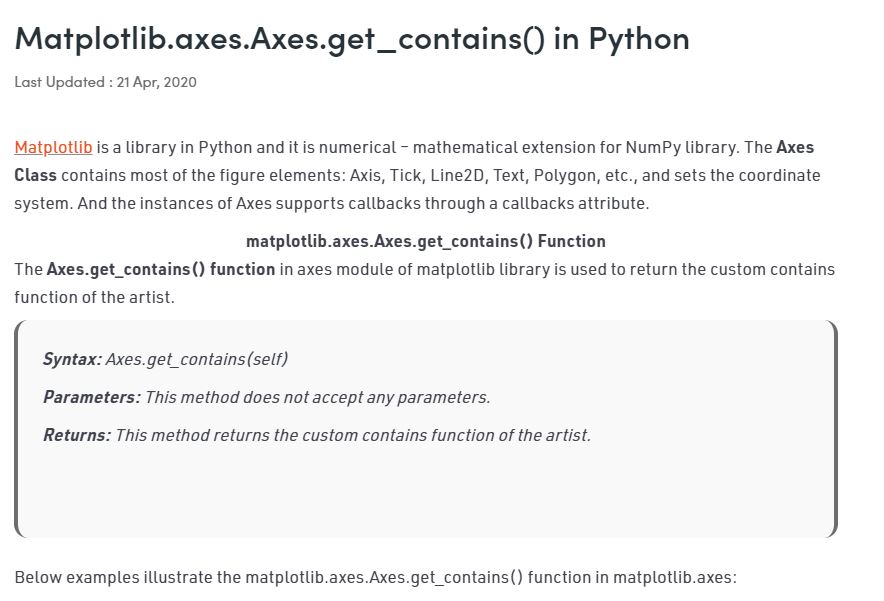 Matplotlib.axes.Axes.get_contains() in Python
Last Updated : 21 Apr, 2020
Matplotlib is a library in Python and it is numerical – mathematical extension for NumPy library. The Axes
Class contains most of the figure elements: Axis, Tick, Line2D, Text, Polygon, etc., and sets the coordinate
system. And the instances of Axes supports callbacks through a callbacks attribute.
matplotlib.axes.Axes.get_contains() Function
The Axes.get_contains() function in axes module of matplotlib library is used to return the custom contains
function of the artist.
Syntax: Axes.get_contains(self)
Parameters: This method does not accept any parameters.
Returns: This method returns the custom contains function of the artist.
Below examples illustrate the matplotlib.axes.Axes.get_contains() function in matplotlib.axes: